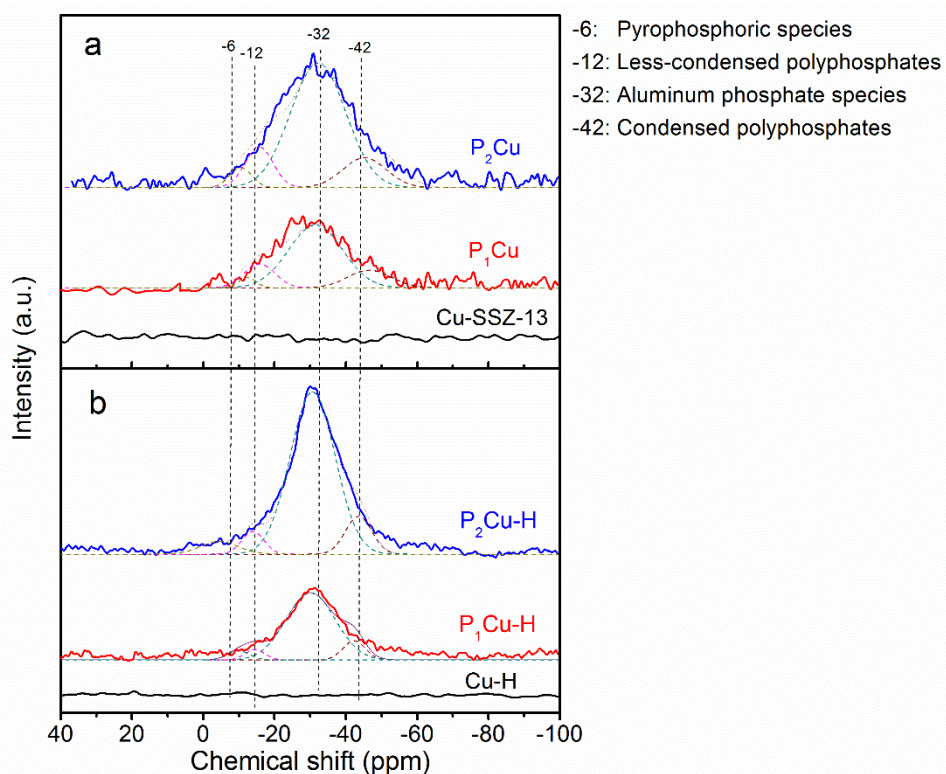 a
-6
-12
-32
-42
-6: Pyrophosphoric species
-12: Less-condensed polyphosphates
-32: Aluminum phosphate species
-42: Condensed polyphosphates
P₂Cu
P₁Cu
Cu-SSZ-13
Intensity (a.u.)
b
P₂Cu-H
P₁Cu-H
Cu-H
40 20 0 -20 -40 -60 -80 -100
Chemical shift (ppm)